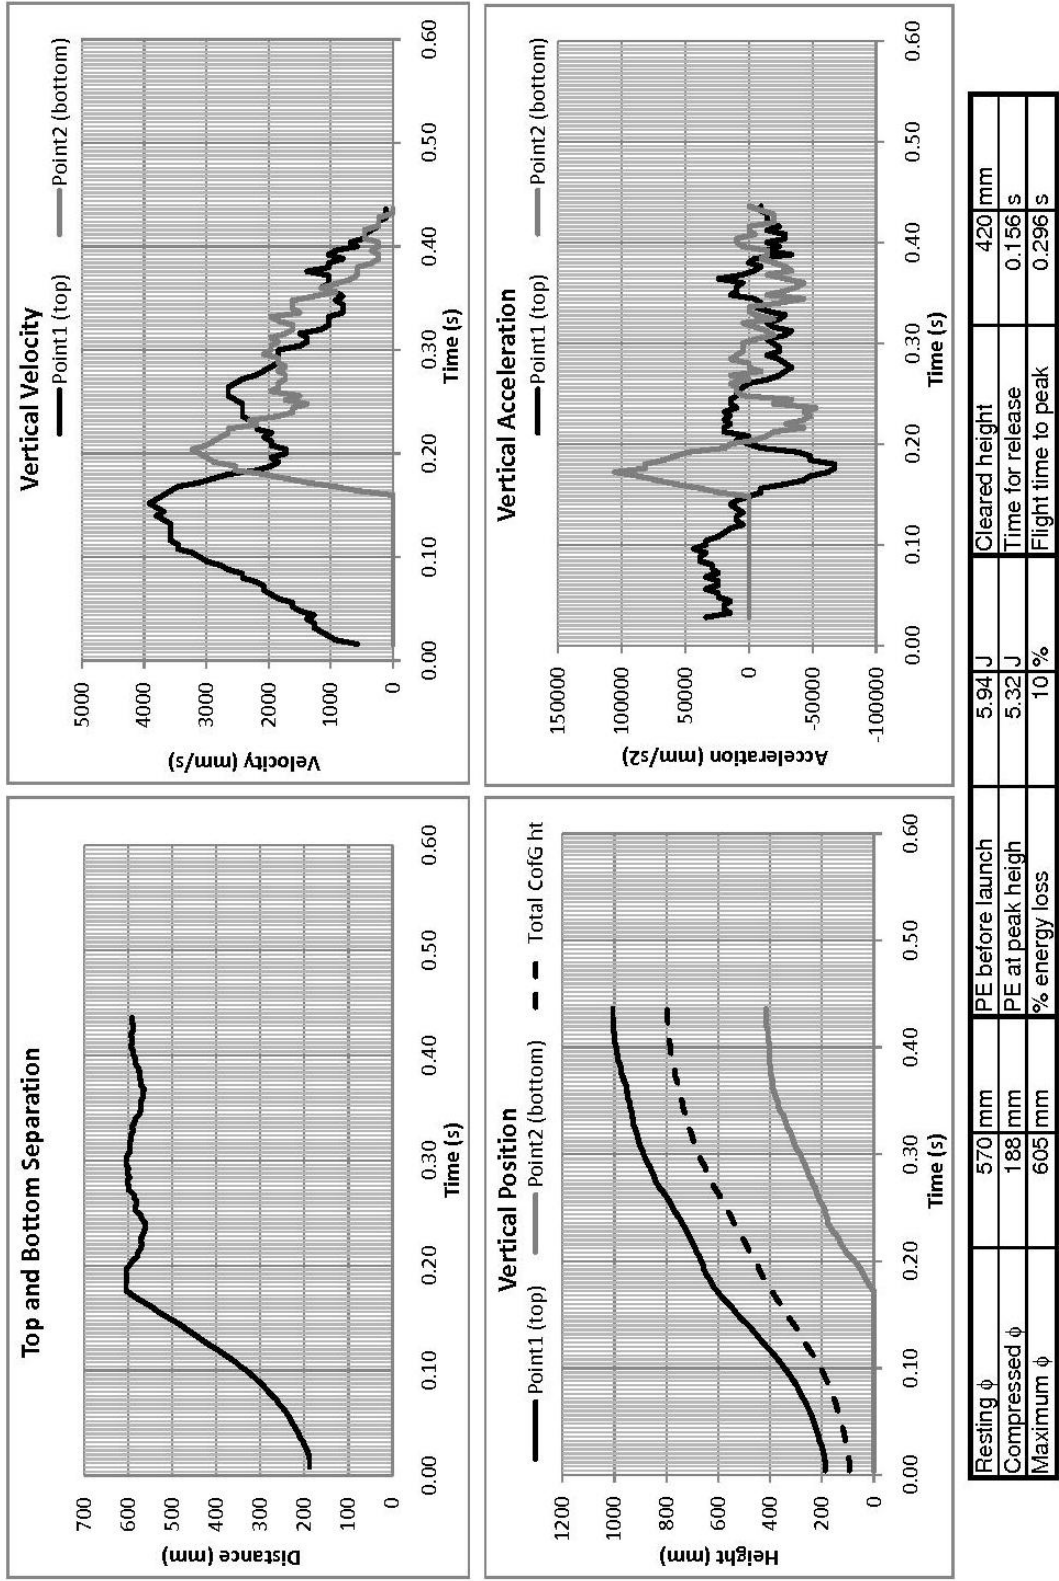 Top and Bottom Separation
Distance (mm)
700
600
500
400
300
200
100
0
0.00 0.10 0.20 0.30 0.40 0.50 0.60
Time (s)
Vertical Velocity
Point1 (top) Point2 (bottom)
Velocity (mm/s)
5000
4000
3000
2000
1000
0
0.00 0.10 0.20 0.30 0.40 0.50 0.60
Time (s)
Vertical Position
Point1 (top) Point2 (bottom) Total CofG ht
Height (mm)
1200
1000
800
600
400
200
0
0.00 0.10 0.20 0.30 0.40 0.50 0.60
Time (s)
Vertical Acceleration
Point1 (top) Point2 (bottom)
Acceleration (mm/s2)
150000
100000
50000
0
-50000
-100000
0.00 0.10 0.20 0.30 0.40 0.50 0.60
Time (s)
Resting ϕ 570 mm PE before launch 5.94 J Cleared height 420 mm
Compressed ϕ 188 mm PE at peak heigh 5.32 J Time for release 0.156 s
Maximum ϕ 605 mm % energy loss 10 % Flight time to peak 0.296 s